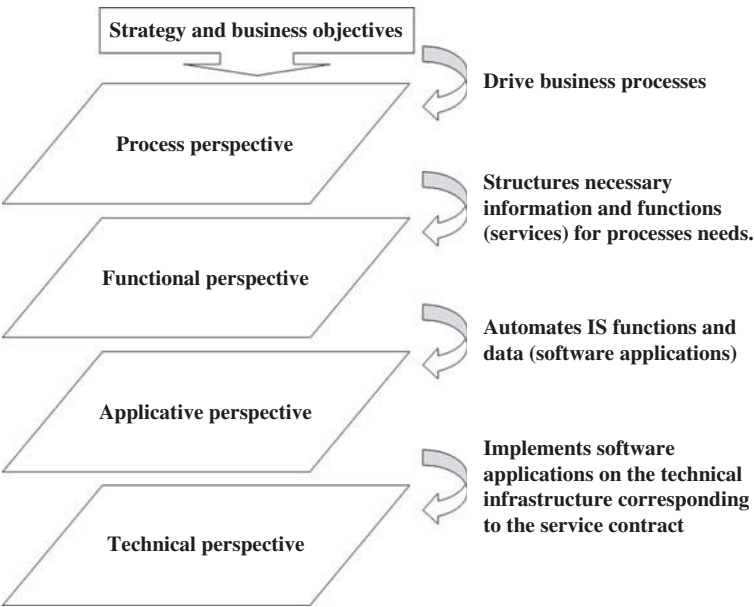 Strategy and business objectives
Drive business processes
Process perspective
Structures necessary
information and functions
(services) for processes needs.
Functional perspective
Automates IS functions and
data (software applications)
Applicative perspective
Implements software
applications on the technical
infrastructure corresponding
to the service contract
Technical perspective